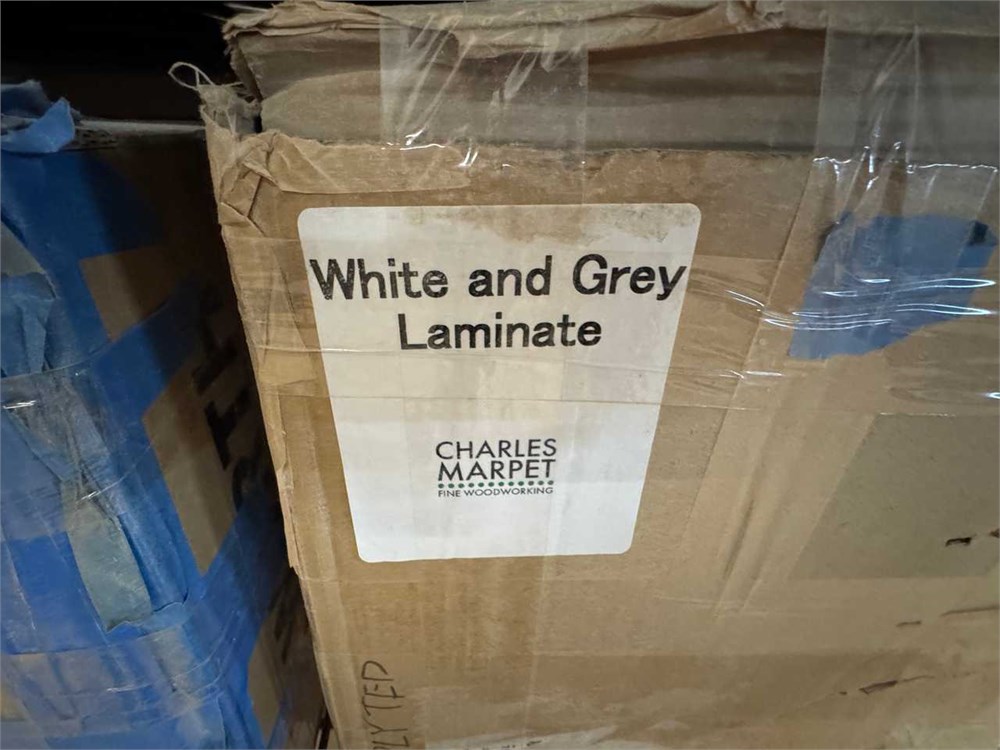 White and Grey
Laminate
CHARLES
MARPET
FINE WOODWORKING